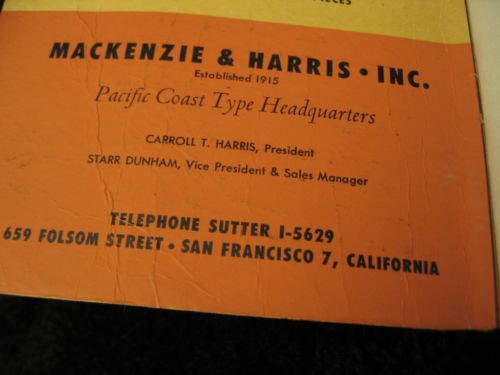 MACKENZIE & HARRIS • INC.
Established 1915
Pacific Coast Type Headquarters
CARROLL T. HARRIS, President
STARR DUNHAM, Vice President & Sales Manager
TELEPHONE SUTTER I-5629
659 FOLSOM STREET • SAN FRANCISCO 7, CALIFORNIA